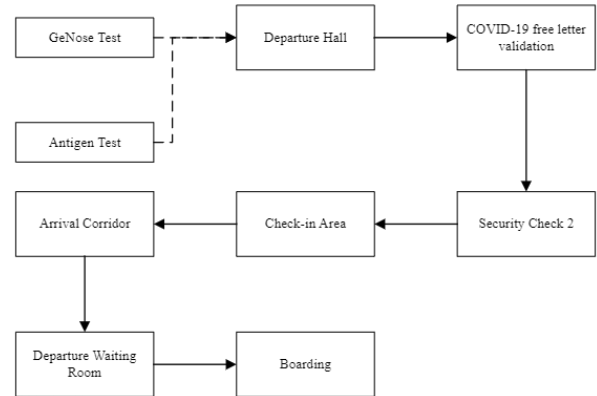 GeNose Test
Departure Hall
COVID-19 free letter
validation
Antigen Test
Arrival Corridor
Check-in Area
Security Check 2
Departure Waiting
Room
Boarding